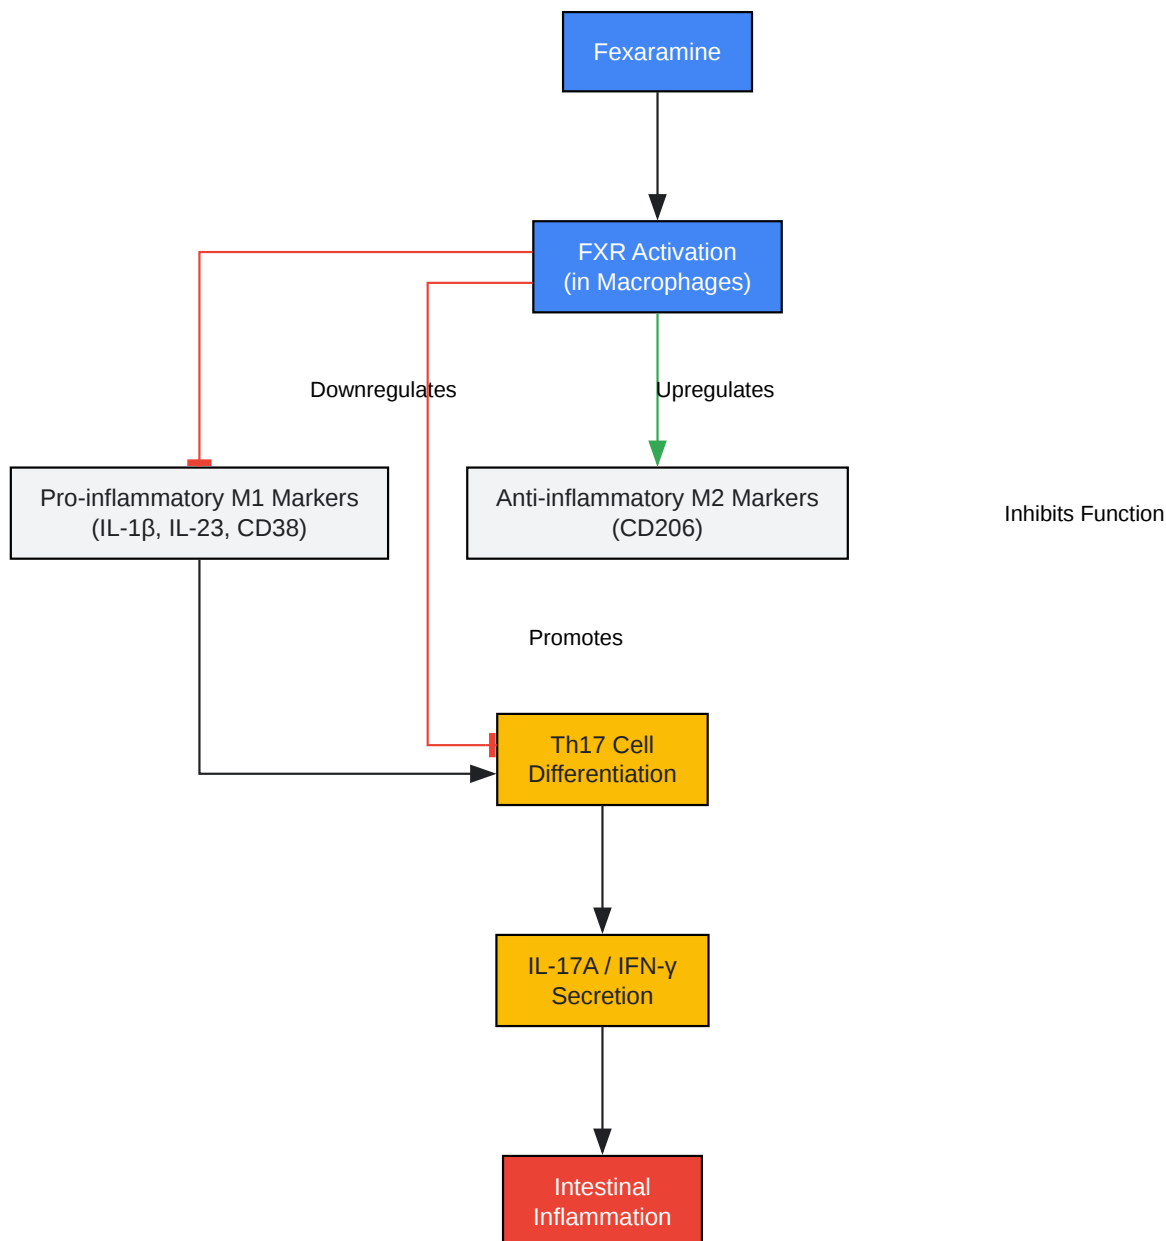 Fexaramine
FXR Activation
(in Macrophages)
Downregulates
Upregulates
Pro-inflammatory M1 Markers
(IL-1β, IL-23, CD38)
Anti-inflammatory M2 Markers
(CD206)
Inhibits Function
Promotes
Th17 Cell
Differentiation
IL-17A / IFN-γ
Secretion
Intestinal
Inflammation